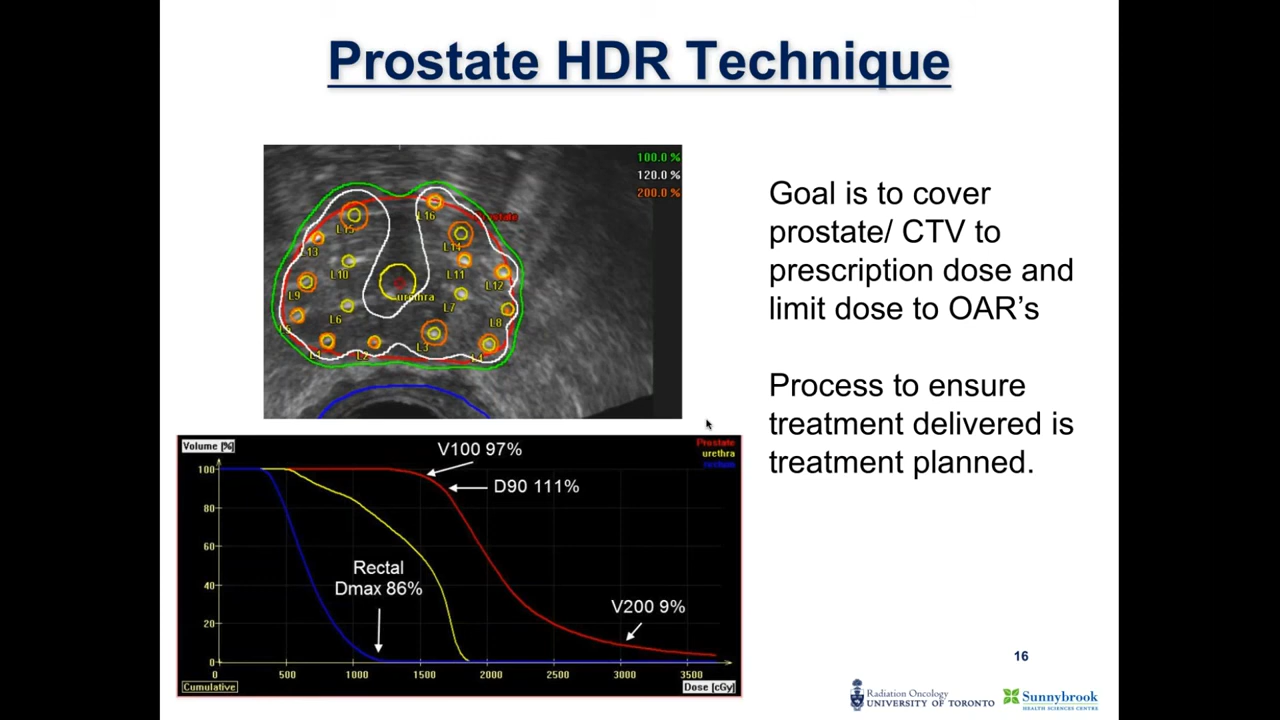 Prostate HDR Technique
100.0 %
120.0 %
200.0 %
L16
L15
L14
L13
L10
L11
L12
L9
urethra
L7
L6
L8
L3
L1
L2
L4
Goal is to cover
prostate/ CTV to
prescription dose and
limit dose to OAR’s
Process to ensure
treatment delivered is
treatment planned.
Volume [%]
Prostate
urethra
V100 97%
D90 111%
Rectal
Dmax 86%
V200 9%
100
80
60
40
20
0
0 500 1000 1500 2000 2500 3000 3500
Cumulative
Dose [cGy]
16
Radiation Oncology
UNIVERSITY OF TORONTO
Sunnybrook
HEALTH SCIENCES CENTRE